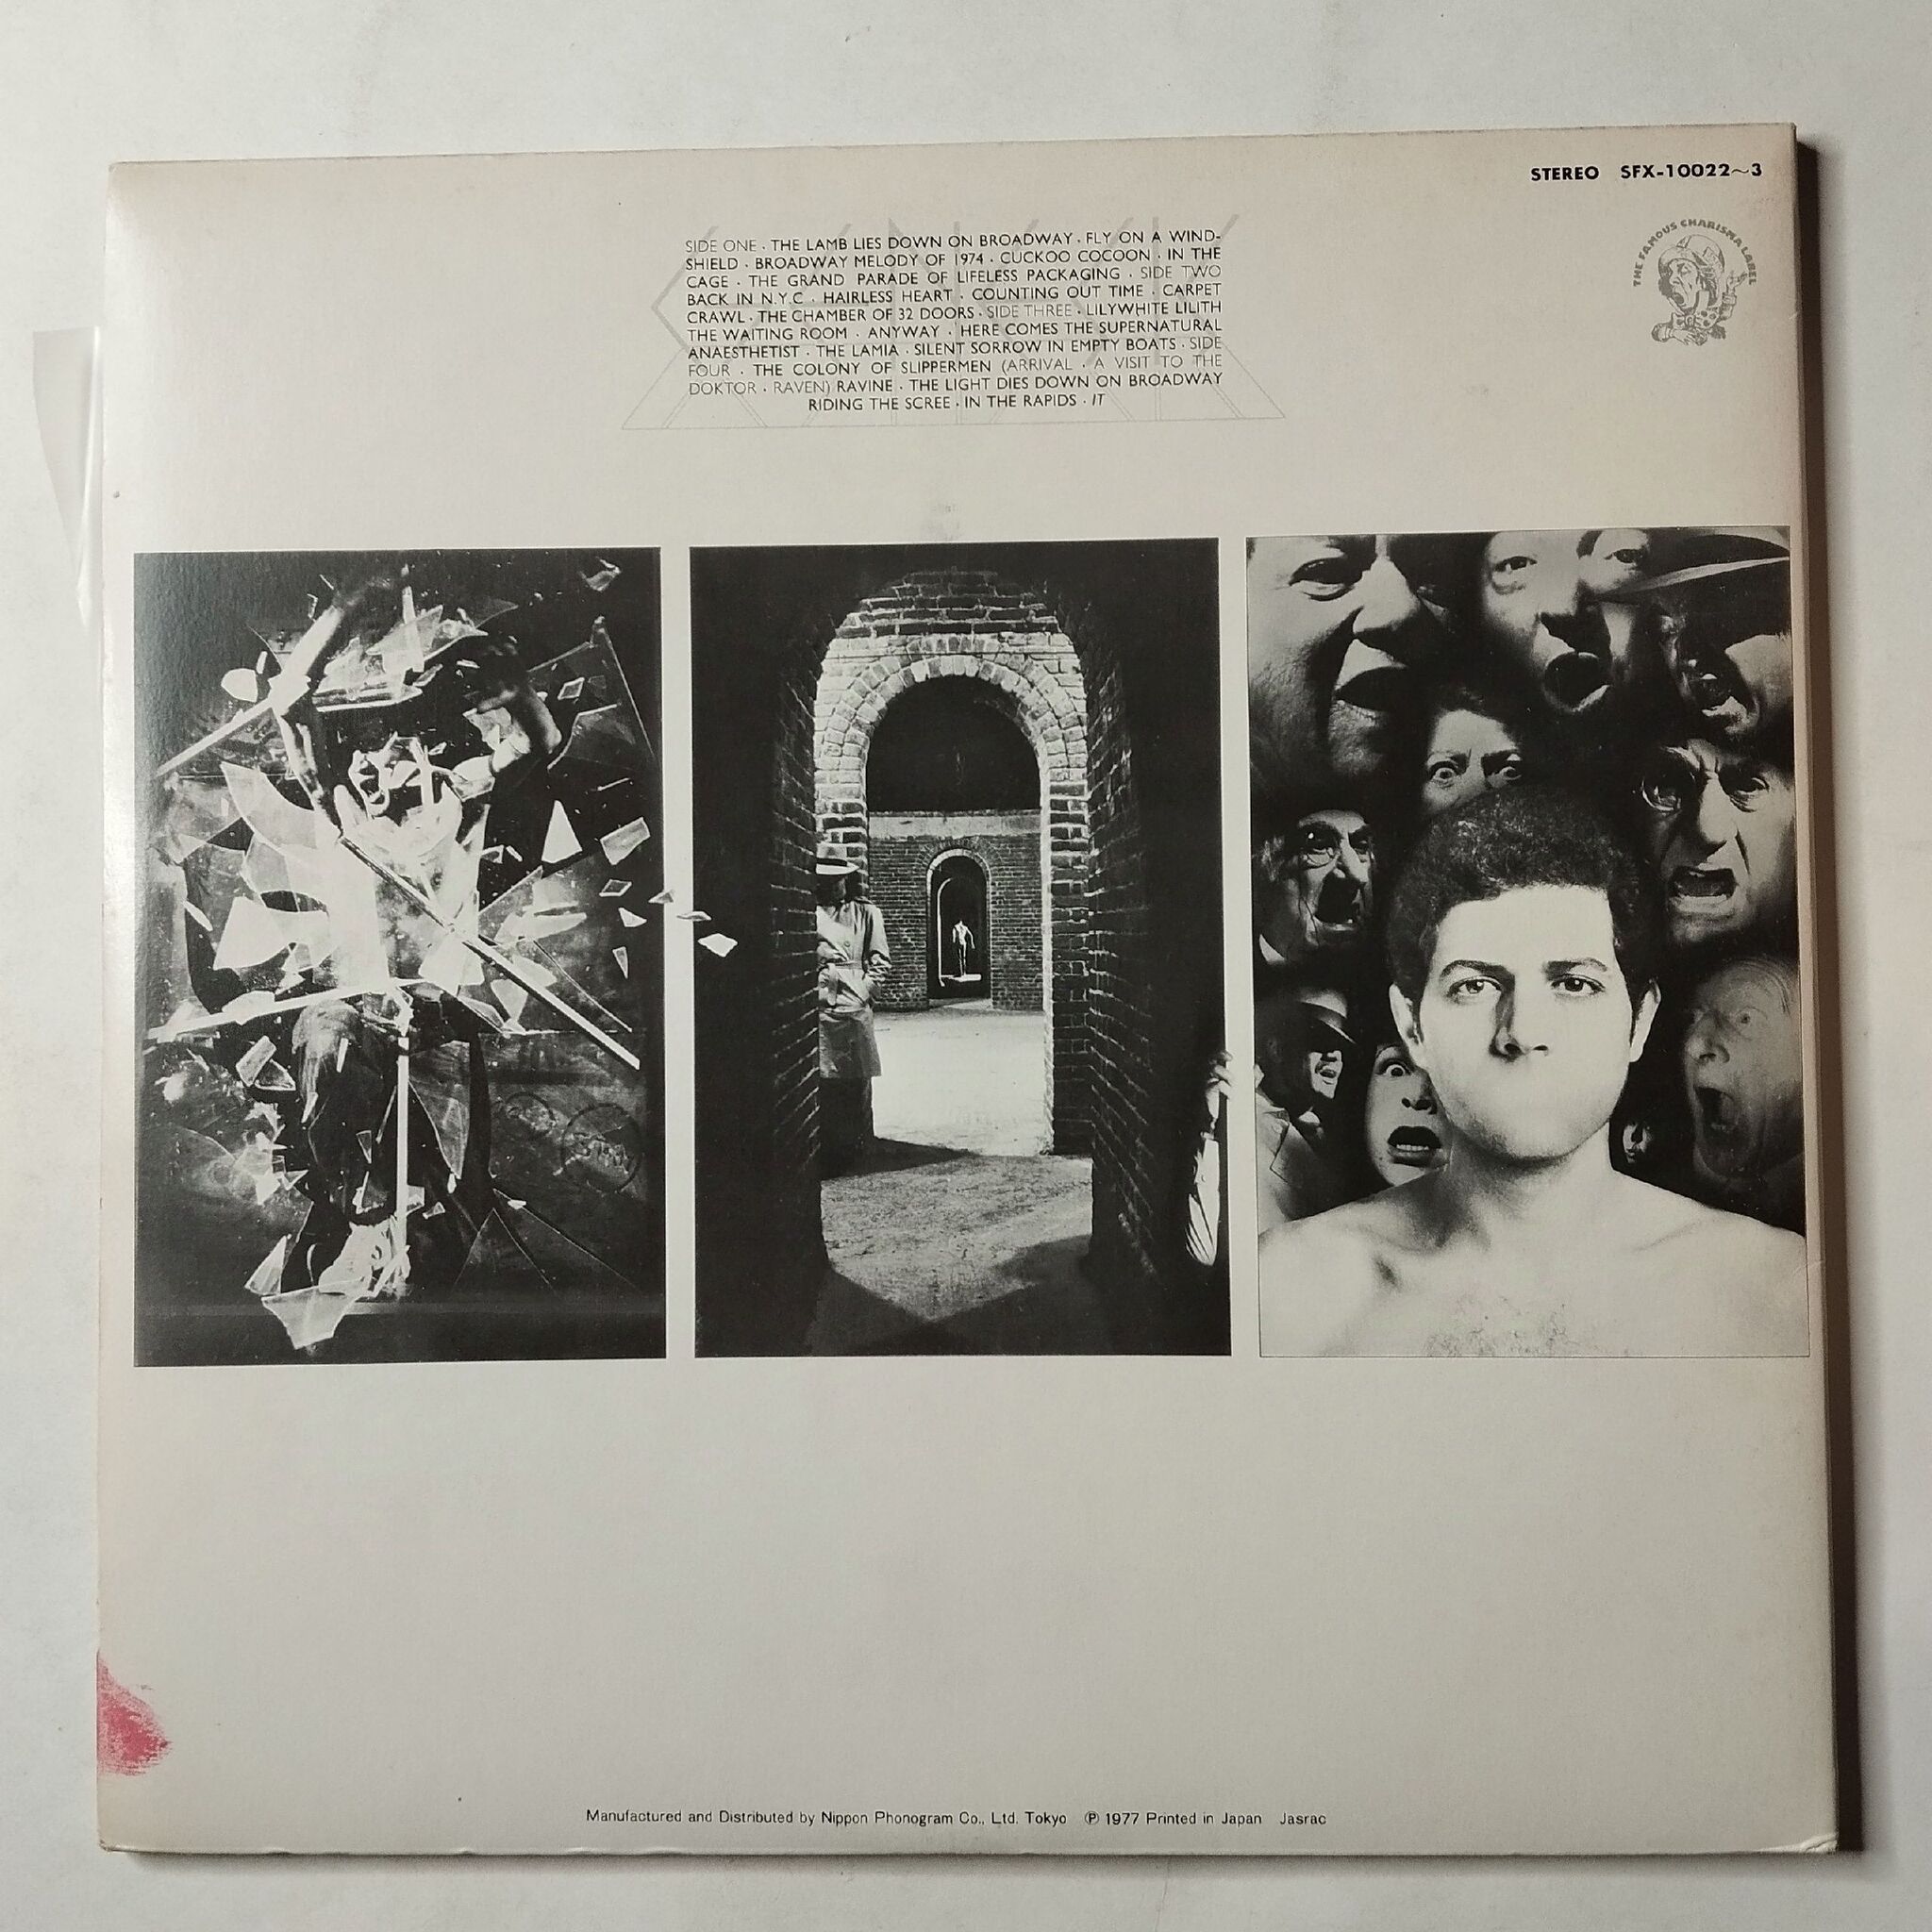 STEREO SFX-10022~3
THE FAMOUS CHARISMA LABEL
SIDE ONE · THE LAMB LIES DOWN ON BROADWAY · FLY ON A WIND-
SHIELD · BROADWAY MELODY OF 1974 · CUCKOO COCOON · IN THE
CAGE · THE GRAND PARADE OF LIFELESS PACKAGING · SIDE TWO
BACK IN N.Y.C · HAIRLESS HEART · COUNTING OUT TIME · CARPET
CRAWL · THE CHAMBER OF 32 DOORS · SIDE THREE · LILYWHITE LILITH
THE WAITING ROOM · ANYWAY · HERE COMES THE SUPERNATURAL
ANAESTHETIST · THE LAMIA · SILENT SORROW IN EMPTY BOATS · SIDE
FOUR · THE COLONY OF SLIPPERMEN (ARRIVAL · A VISIT TO THE
DOKTOR · RAVEN) RAVINE · THE LIGHT DIES DOWN ON BROADWAY
RIDING THE SCREE · IN THE RAPIDS · IT
Manufactured and Distributed by Nippon Phonogram Co., Ltd. Tokyo ℗ 1977 Printed in Japan Jasrac